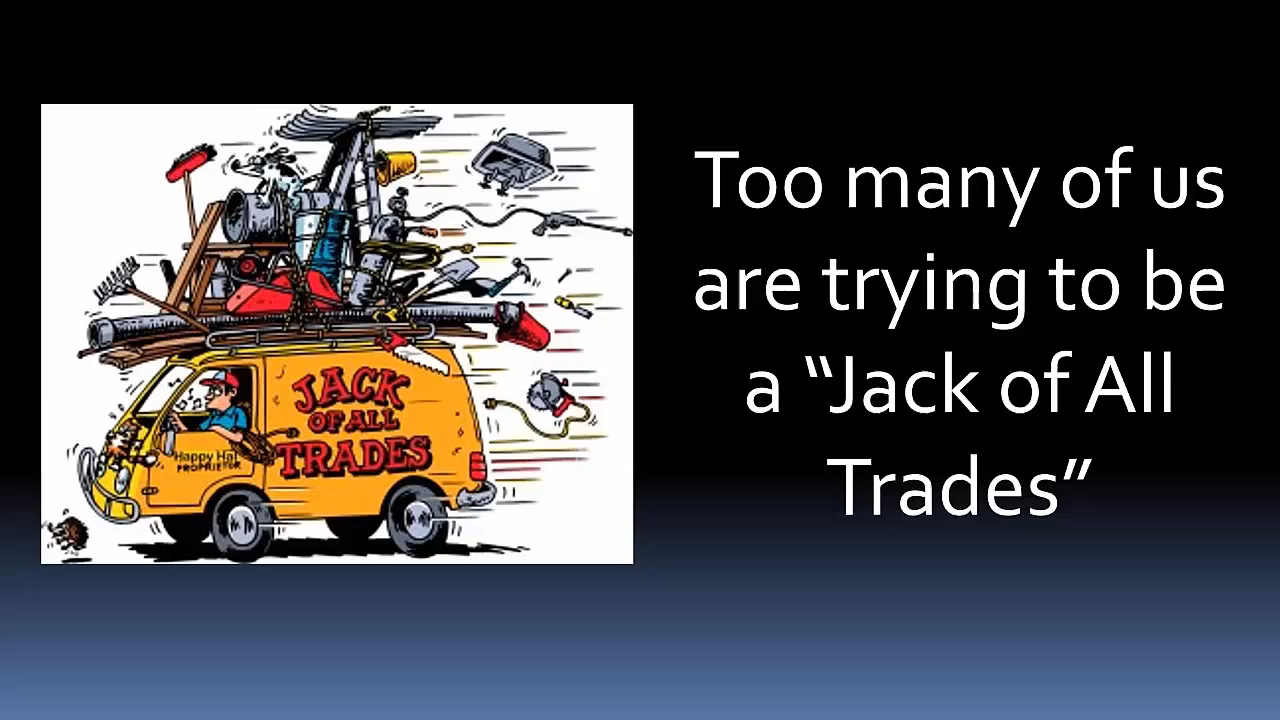 JACK
OF ALL
TRADES
Happy Hal
PROPRIETOR
Too many of us
are trying to be
a “Jack of All
Trades”